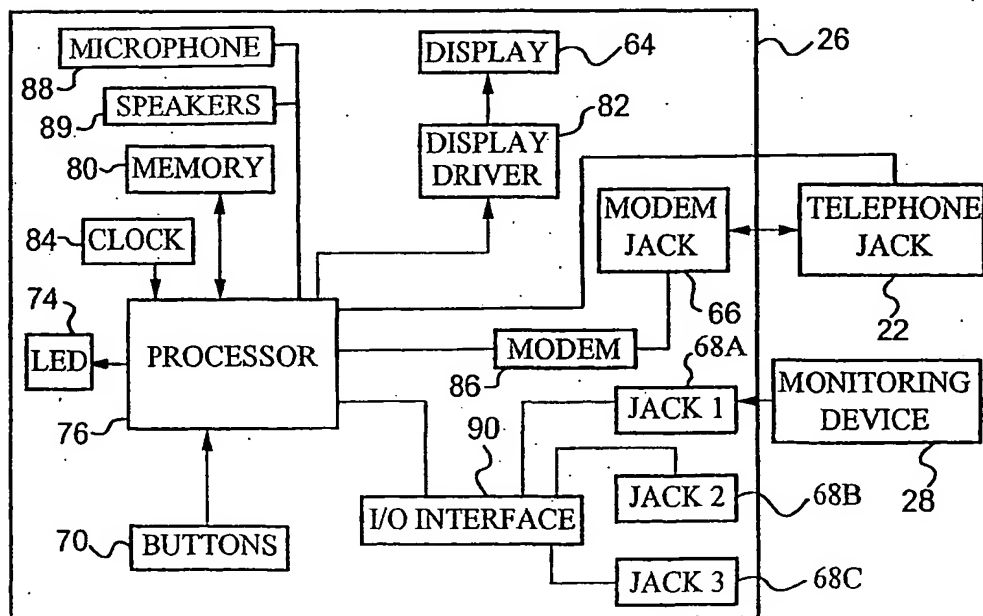 MICROPHONE
88
SPEAKERS
89
80
MEMORY
84
CLOCK
74
LED
PROCESSOR
76
70
BUTTONS
DISPLAY
64
26
82
DISPLAY
DRIVER
MODEM
JACK
66
TELEPHONE
JACK
22
MODEM
86
68A
JACK 1
MONITORING
DEVICE
28
90
I/O INTERFACE
JACK 2
68B
JACK 3
68C